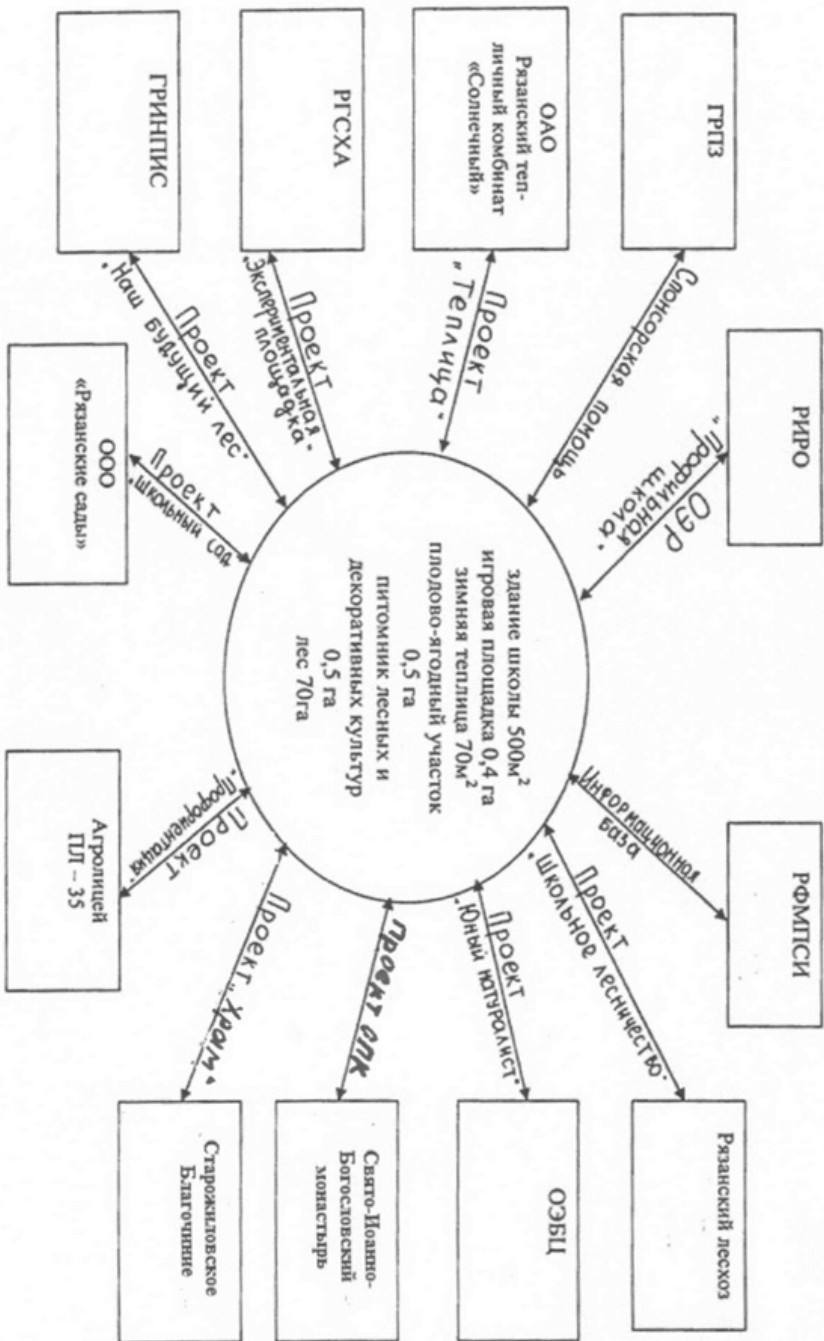 ГРПЗ
Спонсорская помощь
РИРО
ОЭР
"Профильная
школа"
РФМПСИ
Информационная
база
Рязанский лесхоз
Проект
"Школьное лесничество"
ОАО
Рязанский теп-
личный комбинат
«Солнечный»
Проект
"Теплица"
РГСХА
Проект
"Экспериментальная
площадка"
ГРИНПИС
Проект
"Наш будущий лес"
здание школы 500м²
игровая площадка 0,4 га
зимняя теплица 70м²
плодово-ягодный участок
0,5 га
питомник лесных и
декоративных культур
0,5 га
лес 70га
ОЭБЦ
Проект
"Юный натуралист"
Свято-Иоанно-
Богословский
монастырь
Проект ОПК
Старожиловское
Благочиние
Проект "Храм"
ООО
«Рязанские сады»
Проект
"Школьный сад
Агролицей
ПЛ – 35
Проект
"Профориентация"